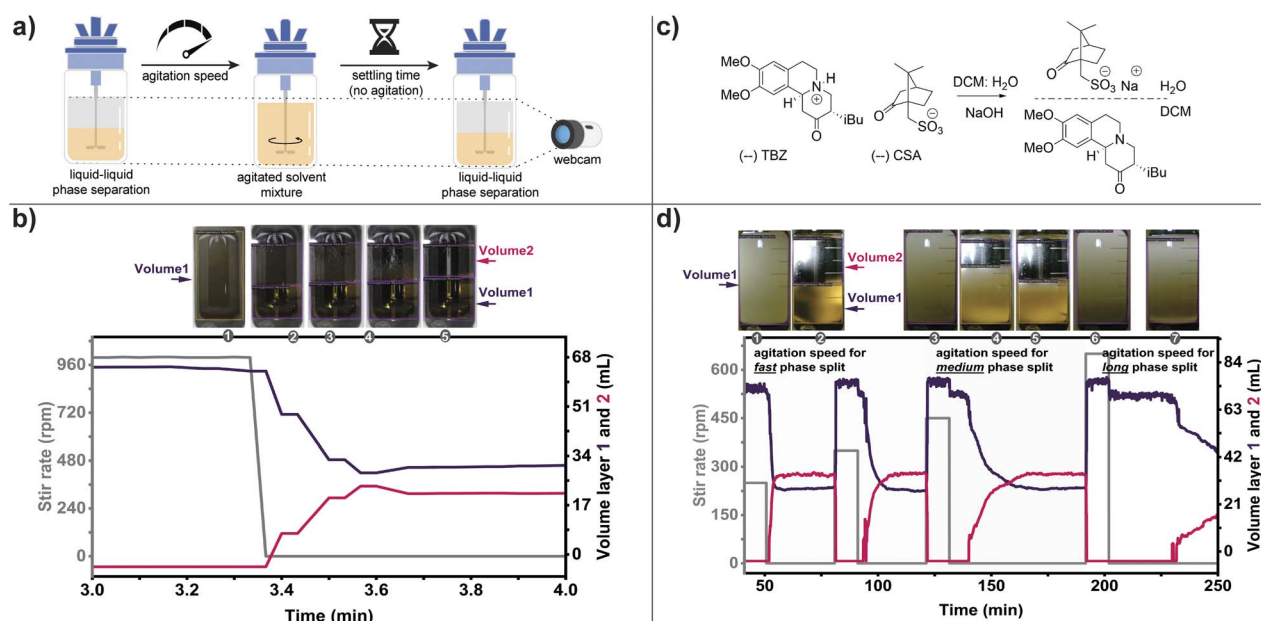 a)
agitation speed
settling time
(no agitation)
webcam
liquid-liquid
phase separation
agitated solvent
mixture
liquid-liquid
phase separation
b)
Volume1
Volume2
Volume1
1
2
3
4
5
960
720
480
240
0
Stir rate (rpm)
68
51
34
17
0
Volume layer 1 and 2 (mL)
3.0
3.2
3.4
3.6
3.8
4.0
Time (min)
c)
MeO
MeO
N
H
H
O
iBu
(--) TBZ
O
SO3
(--) CSA
DCM: H2O
NaOH
O
SO3 Na
H2O
DCM
MeO
MeO
N
H
O
iBu
d)
Volume1
Volume2
Volume1
1
2
3
4
5
6
7
agitation speed for
fast phase split
agitation speed for
medium phase split
agitation speed for
long phase split
600
450
300
150
0
Stir rate (rpm)
84
63
42
21
0
Volume layer 1 and 2 (mL)
50
100
150
200
250
Time (min)